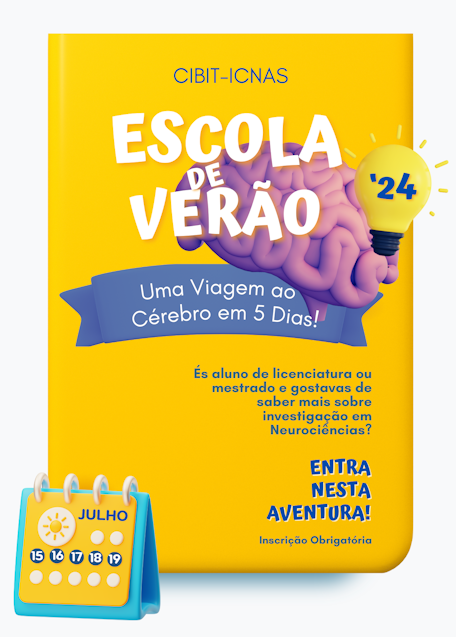 CIBIT-ICNAS
ESCOLA
DE
VERÃO
'24
Uma Viagem ao
Cérebro em 5 Dias!
És aluno de licenciatura ou
mestrado e gostavas de
saber mais sobre
investigação em
Neurociências?
ENTRA
NESTA
AVENTURA!
Inscrição Obrigatória
JULHO
15 16 17 18 19